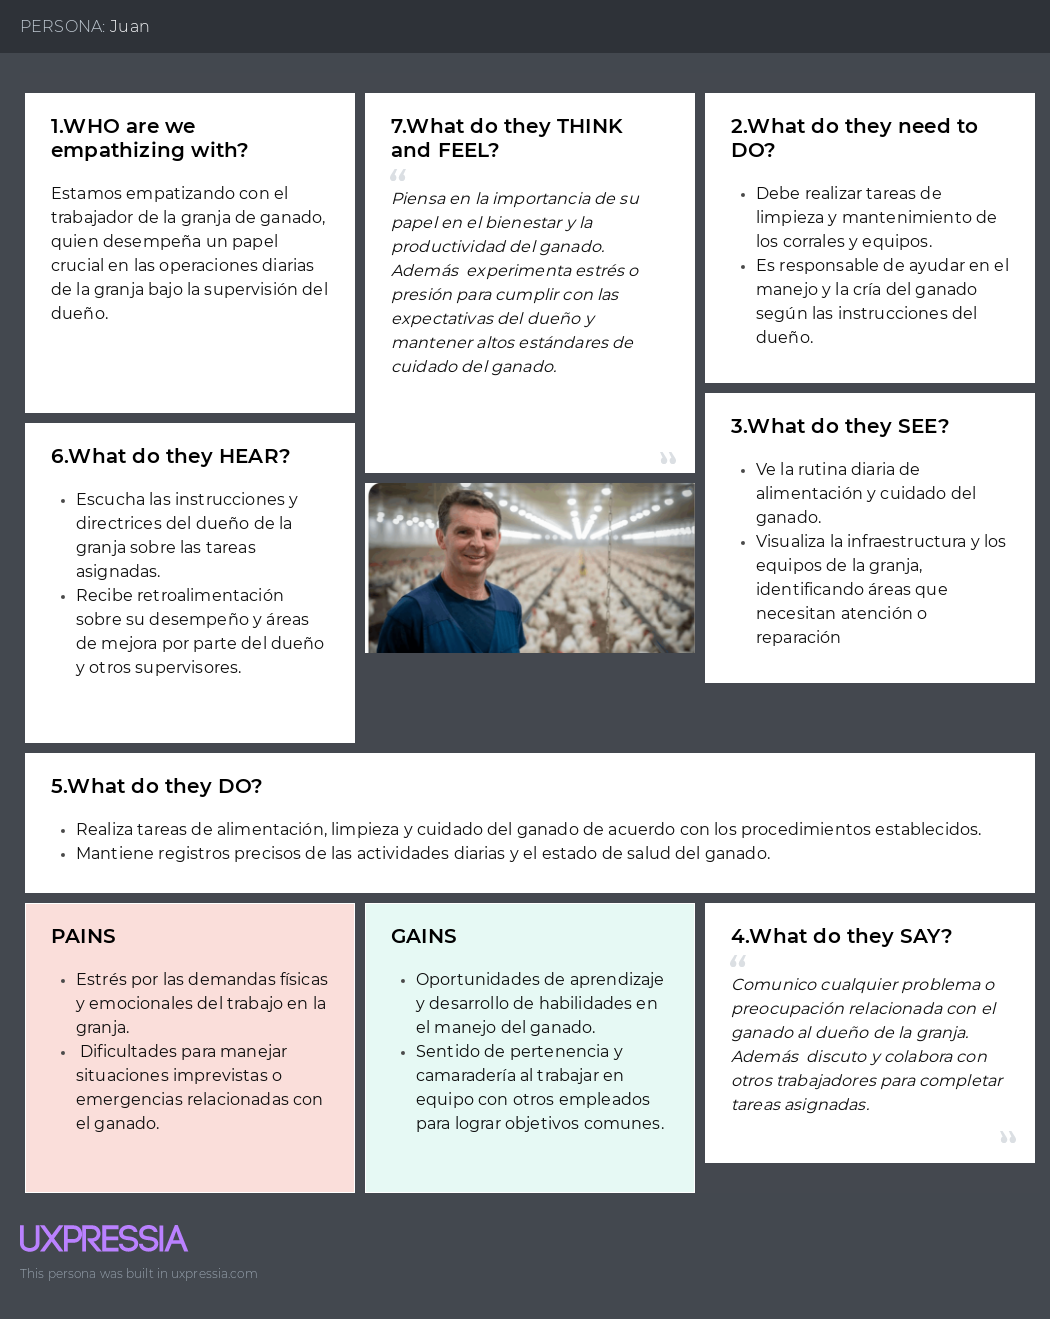 PERSONA: Juan
1.WHO are we
empathizing with?
Estamos empatizando con el
trabajador de la granja de ganado,
quien desempeña un papel
crucial en las operaciones diarias
de la granja bajo la supervisión del
dueño.
7.What do they THINK
and FEEL?
“
Piensa en la importancia de su
papel en el bienestar y la
productividad del ganado.
Además  experimenta estrés o
presión para cumplir con las
expectativas del dueño y
mantener altos estándares de
cuidado del ganado.
”
2.What do they need to
DO?
• Debe realizar tareas de
limpieza y mantenimiento de
los corrales y equipos.
• Es responsable de ayudar en el
manejo y la cría del ganado
según las instrucciones del
dueño.
3.What do they SEE?
• Ve la rutina diaria de
alimentación y cuidado del
ganado.
• Visualiza la infraestructura y los
equipos de la granja,
identificando áreas que
necesitan atención o
reparación
6.What do they HEAR?
• Escucha las instrucciones y
directrices del dueño de la
granja sobre las tareas
asignadas.
• Recibe retroalimentación
sobre su desempeño y áreas
de mejora por parte del dueño
y otros supervisores.
5.What do they DO?
• Realiza tareas de alimentación, limpieza y cuidado del ganado de acuerdo con los procedimientos establecidos.
• Mantiene registros precisos de las actividades diarias y el estado de salud del ganado.
PAINS
• Estrés por las demandas físicas
y emocionales del trabajo en la
granja.
• Dificultades para manejar
situaciones imprevistas o
emergencias relacionadas con
el ganado.
GAINS
• Oportunidades de aprendizaje
y desarrollo de habilidades en
el manejo del ganado.
• Sentido de pertenencia y
camaradería al trabajar en
equipo con otros empleados
para lograr objetivos comunes.
4.What do they SAY?
“
Comunico cualquier problema o
preocupación relacionada con el
ganado al dueño de la granja.
Además  discuto y colabora con
otros trabajadores para completar
tareas asignadas.
”
UXPRESSIA
This persona was built in uxpressia.com